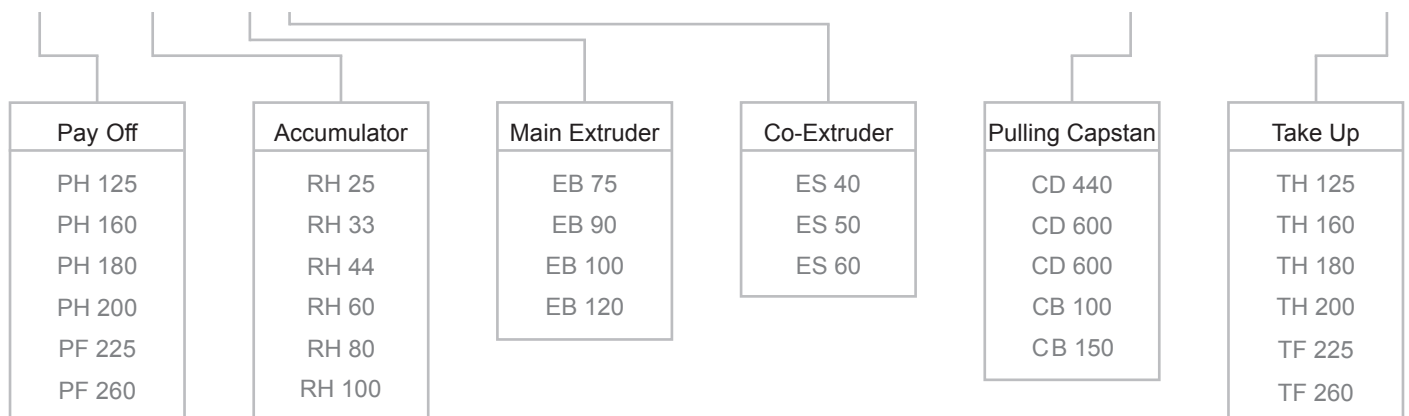 Pay Off
PH 125
PH 160
PH 180
PH 200
PF 225
PF 260
Accumulator
RH 25
RH 33
RH 44
RH 60
RH 80
RH 100
Main Extruder
EB 75
EB 90
EB 100
EB 120
Co-Extruder
ES 40
ES 50
ES 60
Pulling Capstan
CD 440
CD 600
CD 600
CB 100
CB 150
Take Up
TH 125
TH 160
TH 180
TH 200
TF 225
TF 260